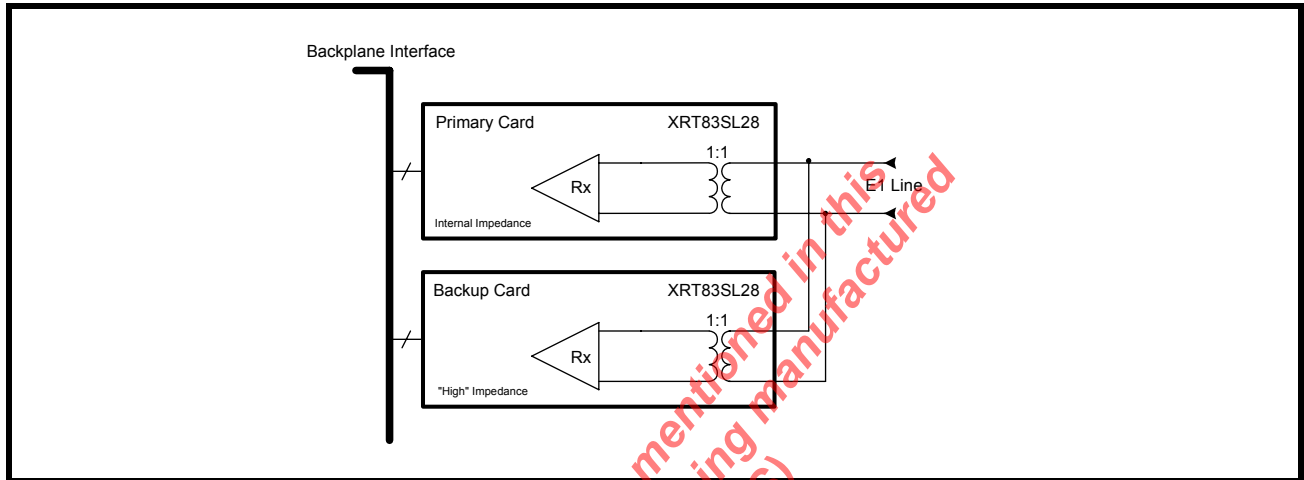 Backplane Interface
Primary Card XRT83SL28
1:1
Rx
E1 Line
Internal Impedance
Backup Card XRT83SL28
1:1
Rx
"High" Impedance
mentioned in this
ing manufactured
s)